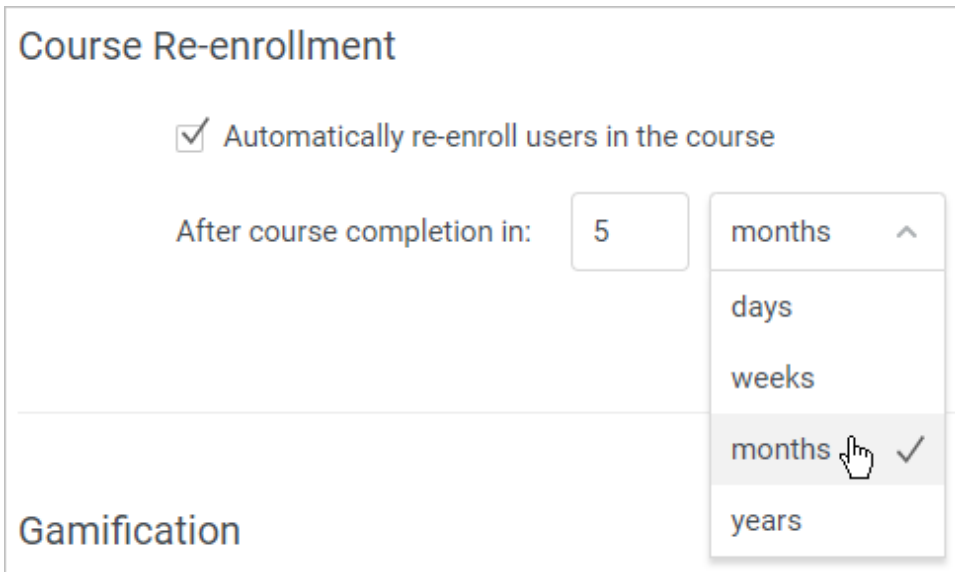 Course Re-enrollment
Automatically re-enroll users in the course
After course completion in: 5 months
days
weeks
months
years
Gamification